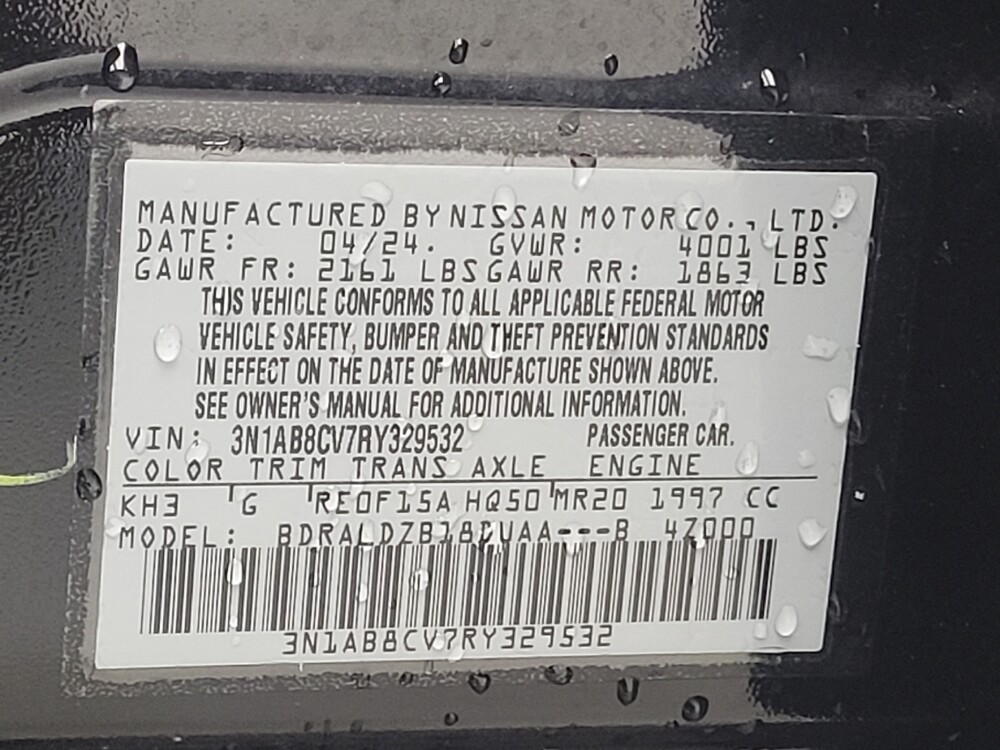 MANUFACTURED BY NISSAN MOTOR CO., LTD.
DATE: 04/24. GVWR: 4001 LBS
GAWR FR: 2161 LBS GAWR RR: 1863 LBS
THIS VEHICLE CONFORMS TO ALL APPLICABLE FEDERAL MOTOR
VEHICLE SAFETY, BUMPER AND THEFT PREVENTION STANDARDS
IN EFFECT ON THE DATE OF MANUFACTURE SHOWN ABOVE.
SEE OWNER'S MANUAL FOR ADDITIONAL INFORMATION.
VIN: 3N1AB8CV7RY329532 PASSENGER CAR.
COLOR TRIM TRANS AXLE ENGINE
KH3 G RE0F15A HQ50 MR20 1997 CC
MODEL: BDRALDZB18DUAA---B 4Z000
3N1AB8CV7RY329532